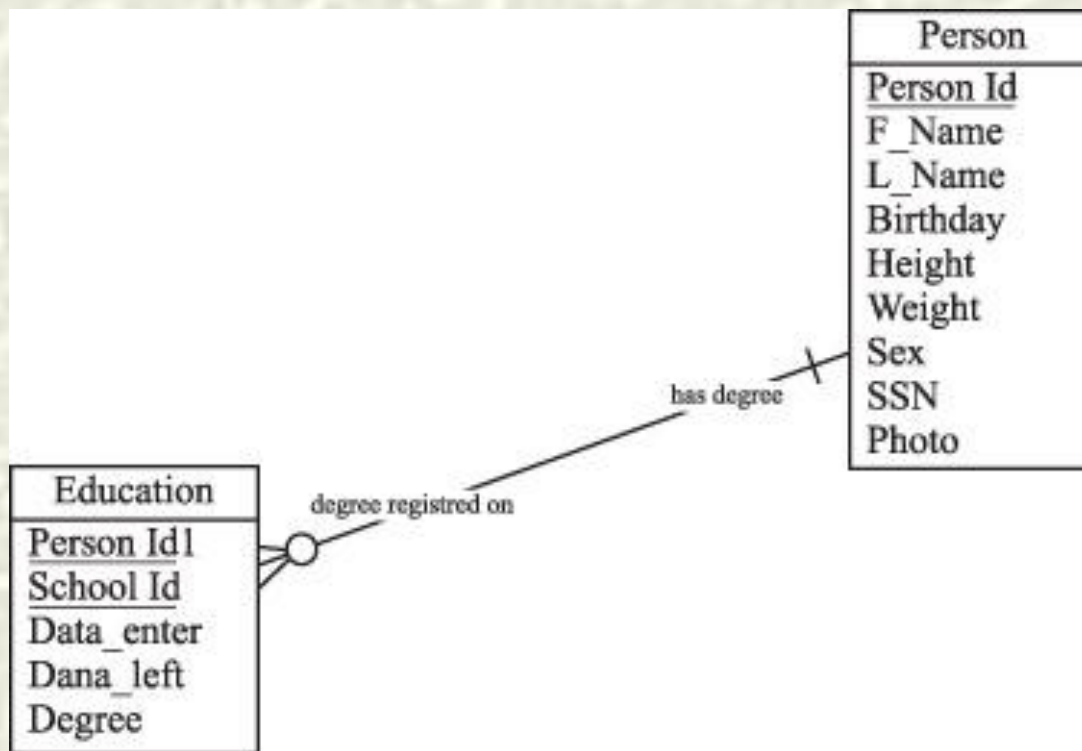 Person
Person Id
F_Name
L_Name
Birthday
Height
Weight
Sex
SSN
Photo
has degree
degree registred on
Education
Person Id1
School Id
Data_enter
Dana_left
Degree